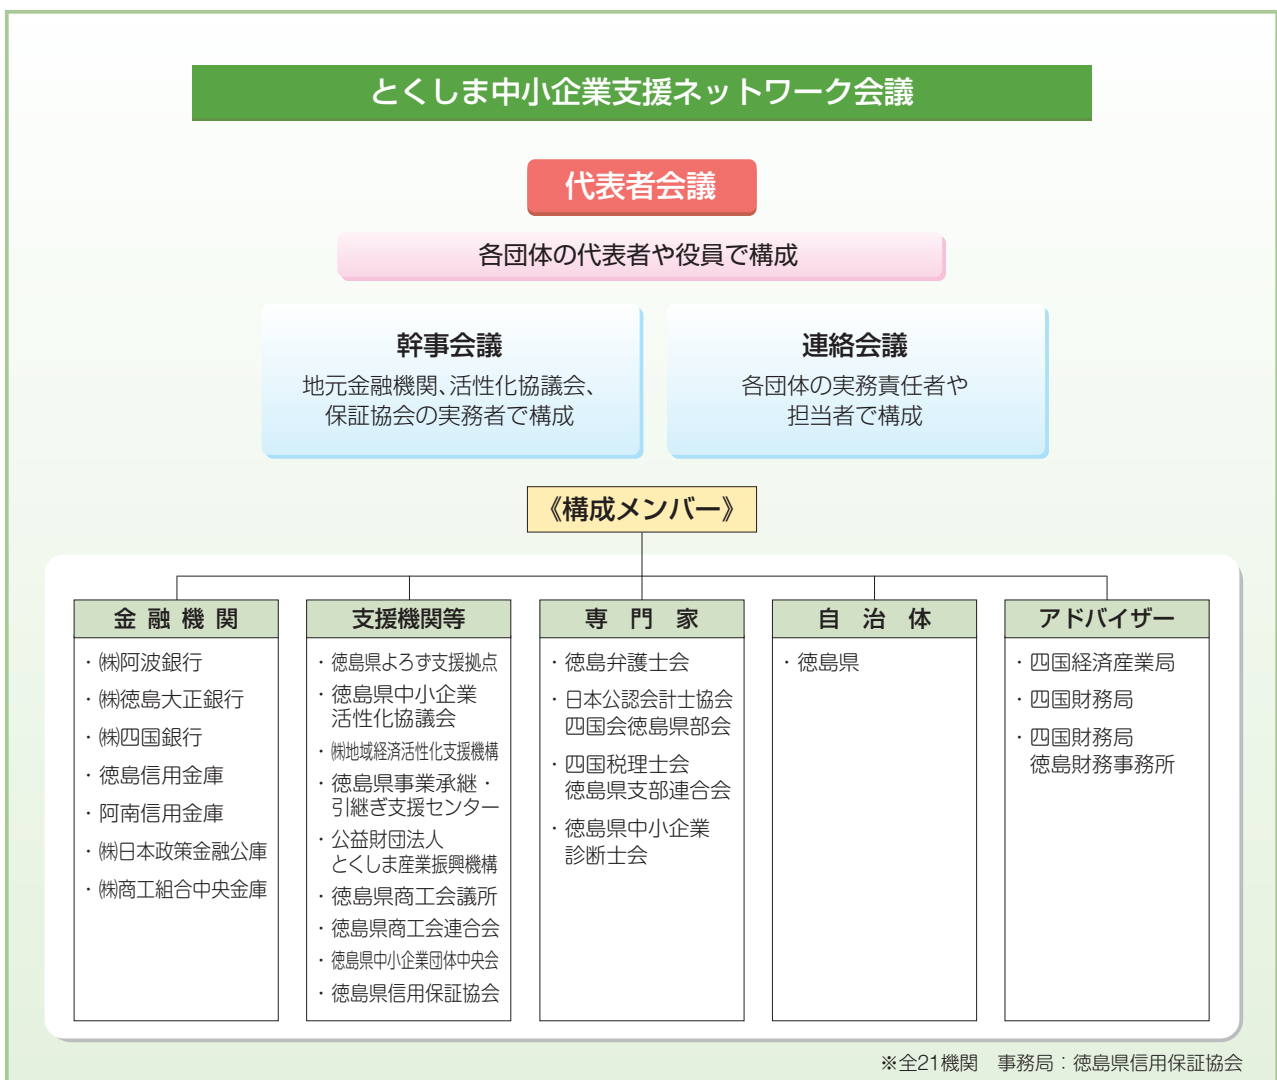 とくしま中小企業支援ネットワーク会議
代表者会議
各団体の代表者や役員で構成
幹事会議
地元金融機関、活性化協議会、
保証協会の実務者で構成
連絡会議
各団体の実務責任者や
担当者で構成
《構成メンバー》
金融機関
・㈱阿波銀行
・㈱徳島大正銀行
・㈱四国銀行
・徳島信用金庫
・阿南信用金庫
・㈱日本政策金融公庫
・㈱商工組合中央金庫
支援機関等
・徳島県よろず支援拠点
・徳島県中小企業
活性化協議会
・㈱地域経済活性化支援機構
・徳島県事業承継・
引継ぎ支援センター
・公益財団法人
とくしま産業振興機構
・徳島県商工会議所
・徳島県商工会連合会
・徳島県中小企業団体中央会
・徳島県信用保証協会
専門家
・徳島弁護士会
・日本公認会計士協会
四国会徳島県部会
・四国税理士会
徳島県支部連合会
・徳島県中小企業
診断士会
自治体
・徳島県
アドバイザー
・四国経済産業局
・四国財務局
・四国財務局
徳島財務事務所
※全21機関　事務局：徳島県信用保証協会